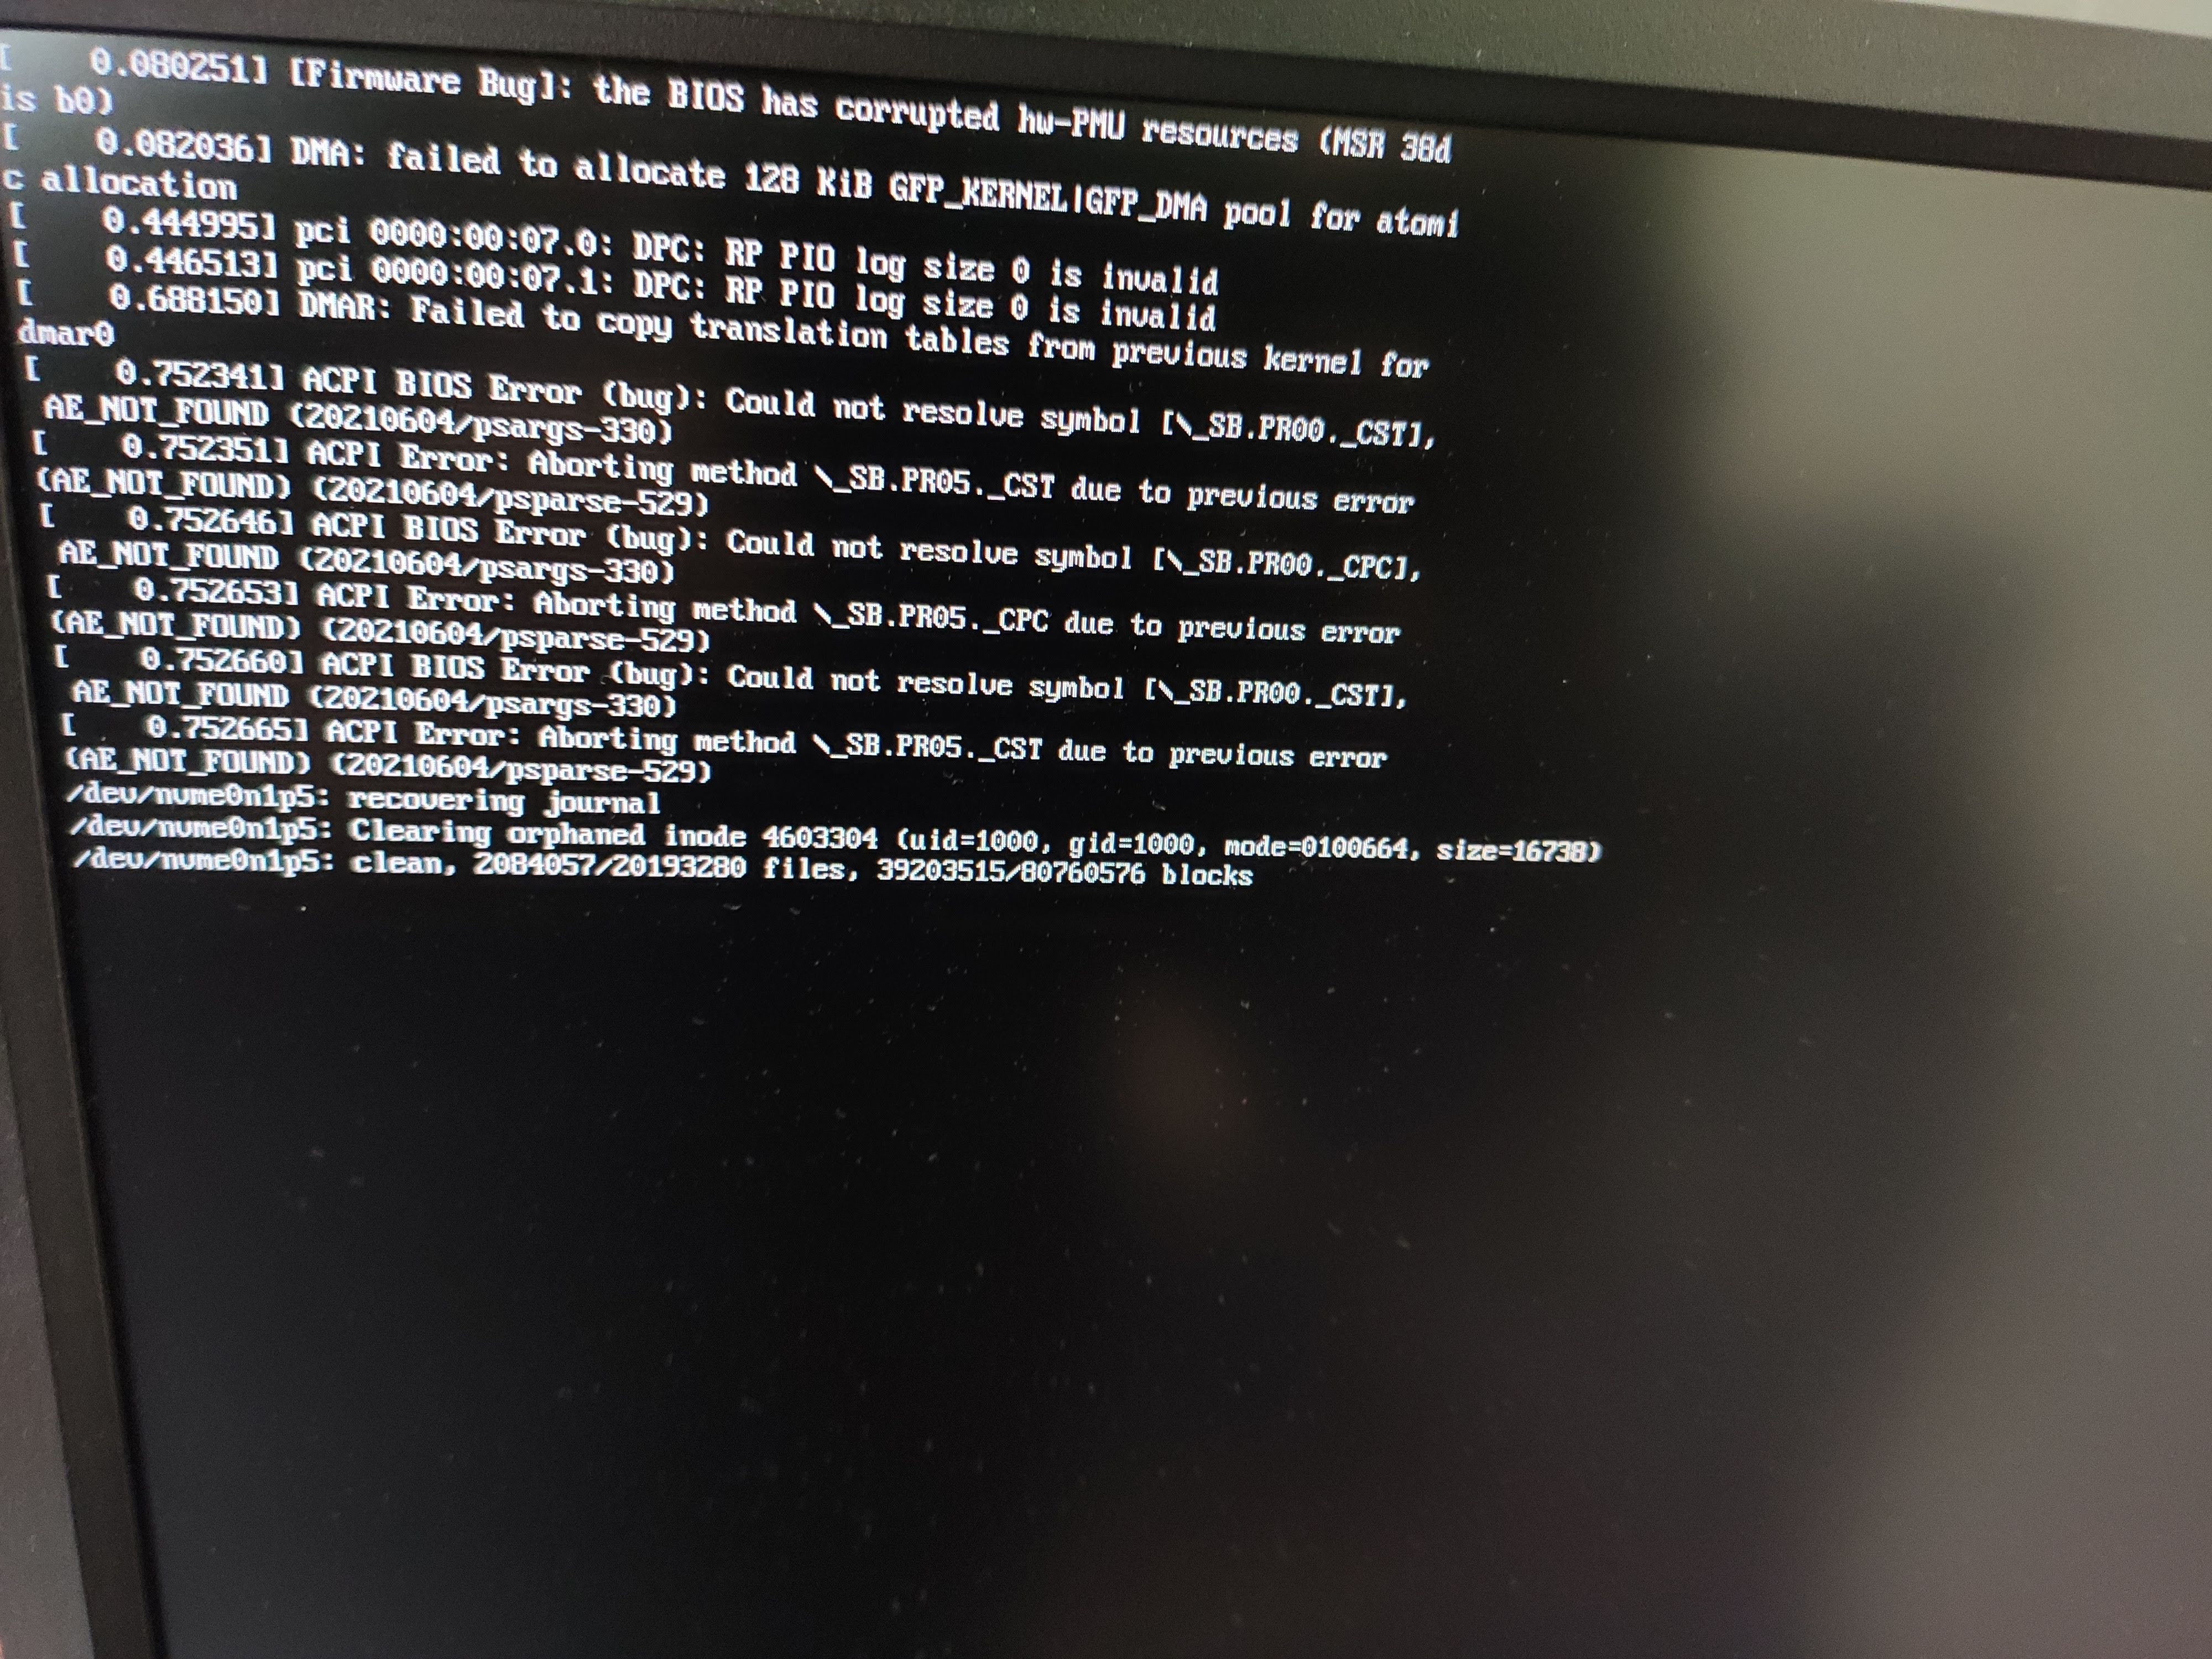 [    0.080251] [Firmware Bug]: the BIOS has corrupted hw-PMU resources (MSR 38d
is b0)
[    0.082036] DMA: failed to allocate 128 KiB GFP_KERNEL|GFP_DMA pool for atomi
c allocation
[    0.444995] pci 0000:00:07.0: DPC: RP PIO log size 0 is invalid
[    0.446513] pci 0000:00:07.1: DPC: RP PIO log size 0 is invalid
[    0.688150] DMAR: Failed to copy translation tables from previous kernel for
dmar0
[    0.752341] ACPI BIOS Error (bug): Could not resolve symbol [\_SB.PR00._CST],
 AE_NOT_FOUND (20210604/psargs-330)
[    0.752351] ACPI Error: Aborting method \_SB.PR05._CST due to previous error
(AE_NOT_FOUND) (20210604/psparse-529)
[    0.752646] ACPI BIOS Error (bug): Could not resolve symbol [\_SB.PR00._CPC],
 AE_NOT_FOUND (20210604/psargs-330)
[    0.752653] ACPI Error: Aborting method \_SB.PR05._CPC due to previous error
(AE_NOT_FOUND) (20210604/psparse-529)
[    0.752660] ACPI BIOS Error (bug): Could not resolve symbol [\_SB.PR00._CST],
 AE_NOT_FOUND (20210604/psargs-330)
[    0.752665] ACPI Error: Aborting method \_SB.PR05._CST due to previous error
(AE_NOT_FOUND) (20210604/psparse-529)
/dev/nvme0n1p5: recovering journal
/dev/nvme0n1p5: Clearing orphaned inode 4603304 (uid=1000, gid=1000, mode=0100664, size=16738)
/dev/nvme0n1p5: clean, 2084057/20193280 files, 39203515/80760576 blocks